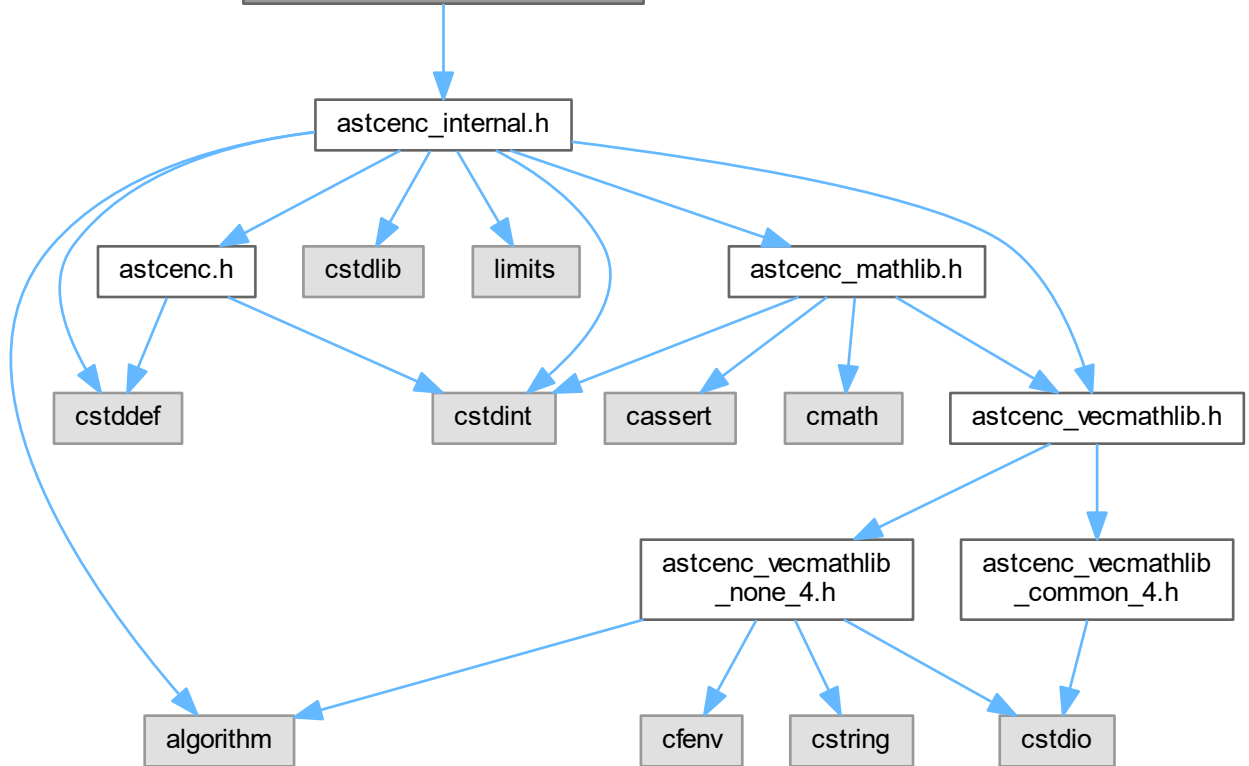 astcenc_internal.h
astcenc.h
cstdlib
limits
astcenc_mathlib.h
cstddef
cstdint
cassert
cmath
astcenc_vecmathlib.h
astcenc_vecmathlib
_none_4.h
astcenc_vecmathlib
_common_4.h
algorithm
cfenv
cstring
cstdio